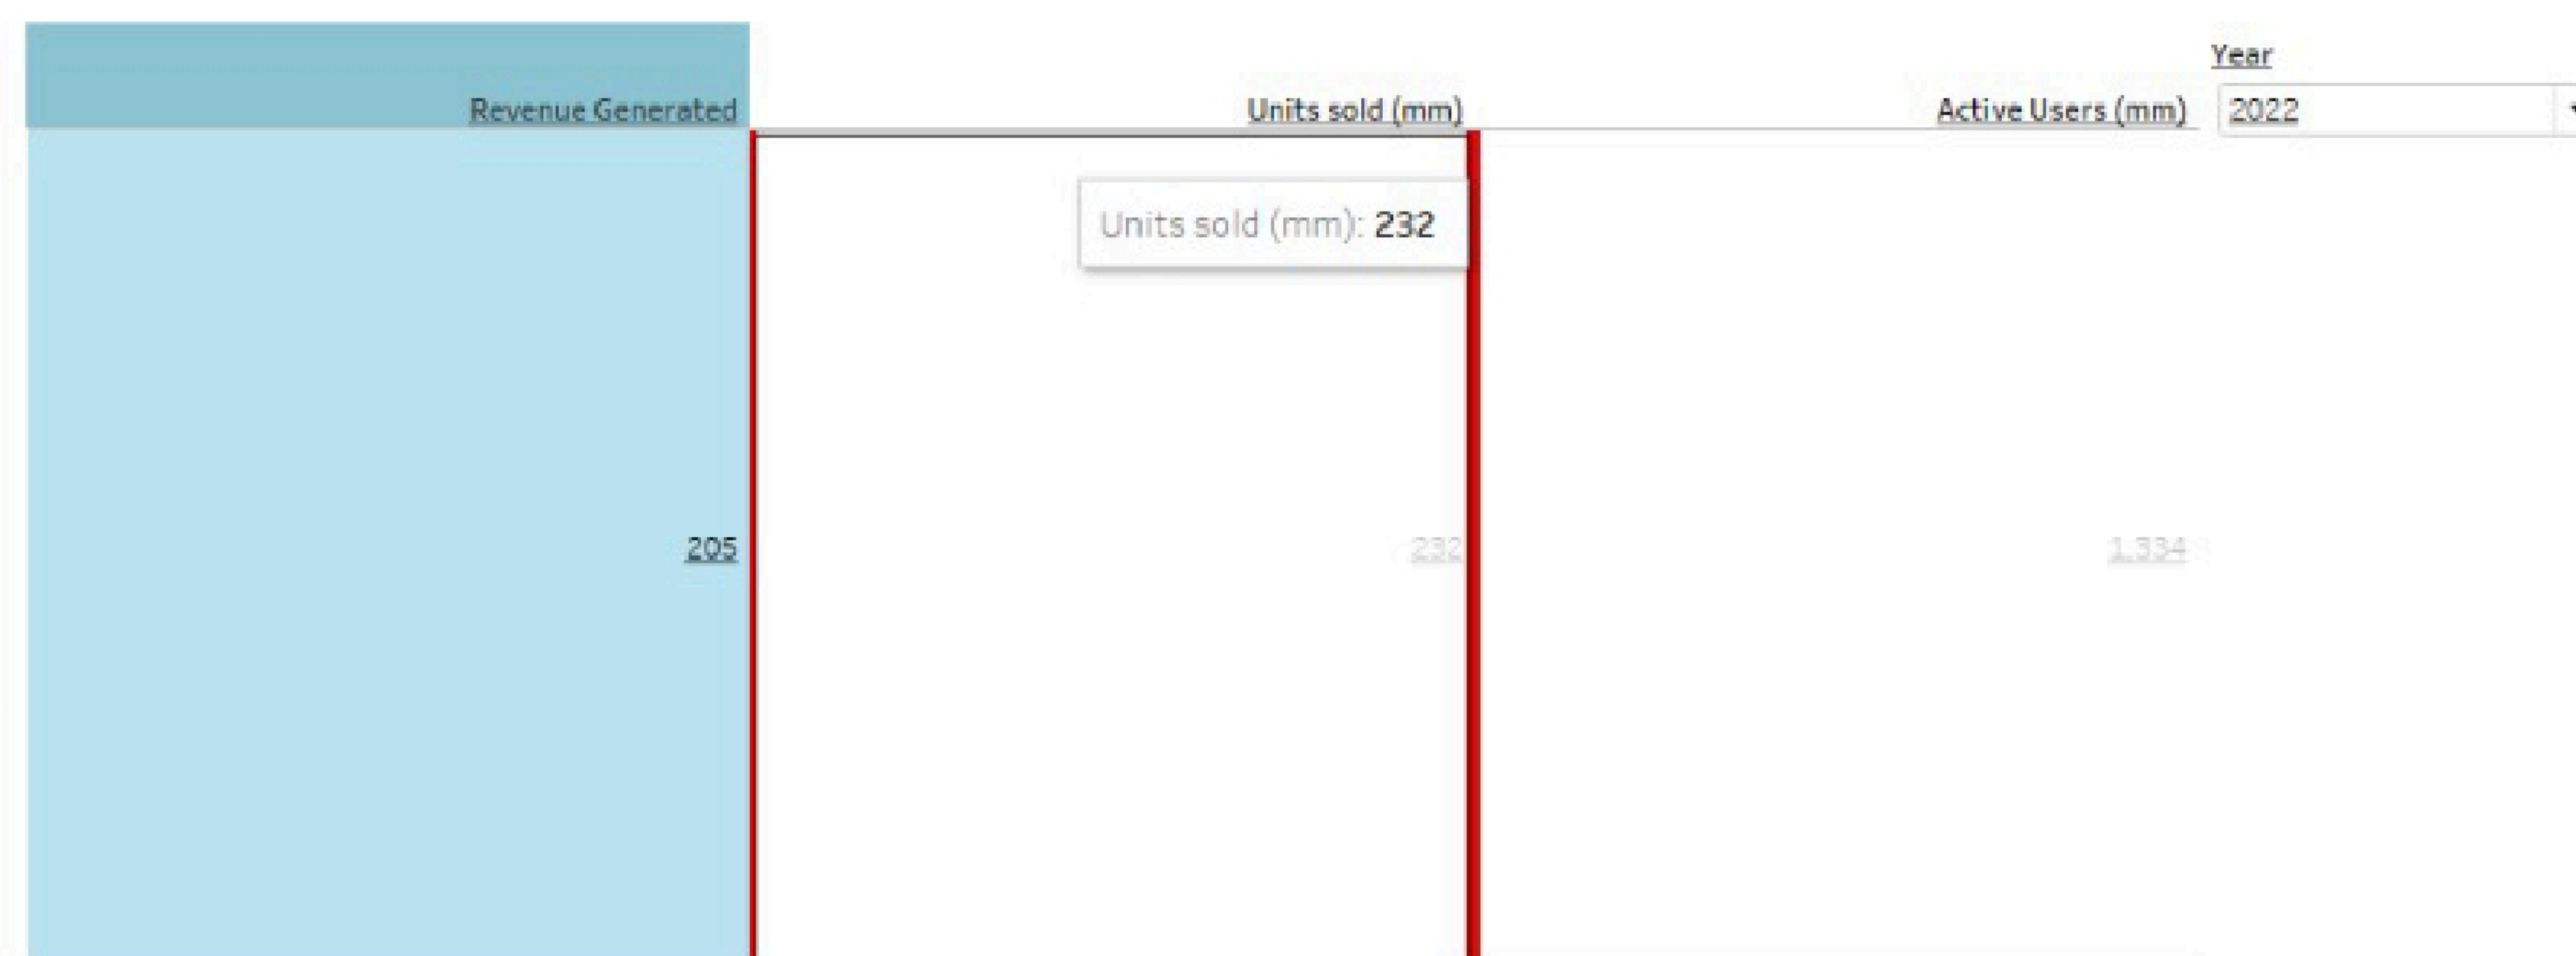 Year
Revenue Generated Units sold (mm) Active Users (mm) 2022
Units sold (mm): 232
205 232 1,334